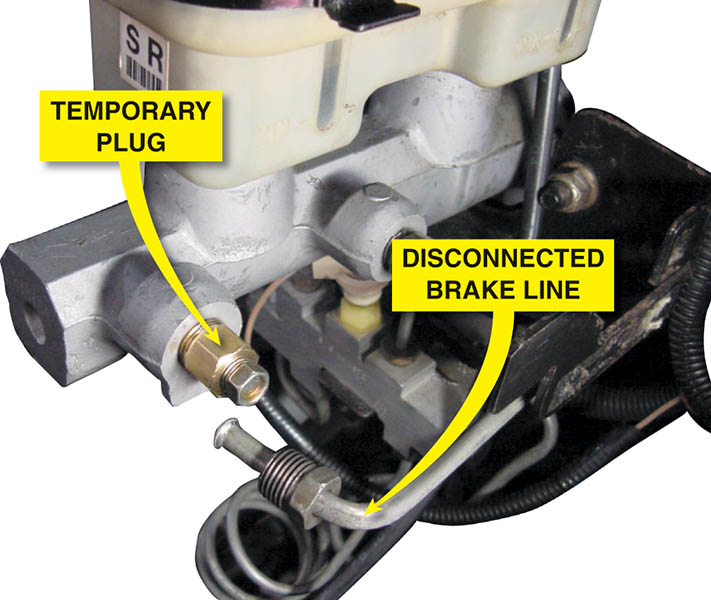 S R
TEMPORARY
PLUG
DISCONNECTED
BRAKE LINE